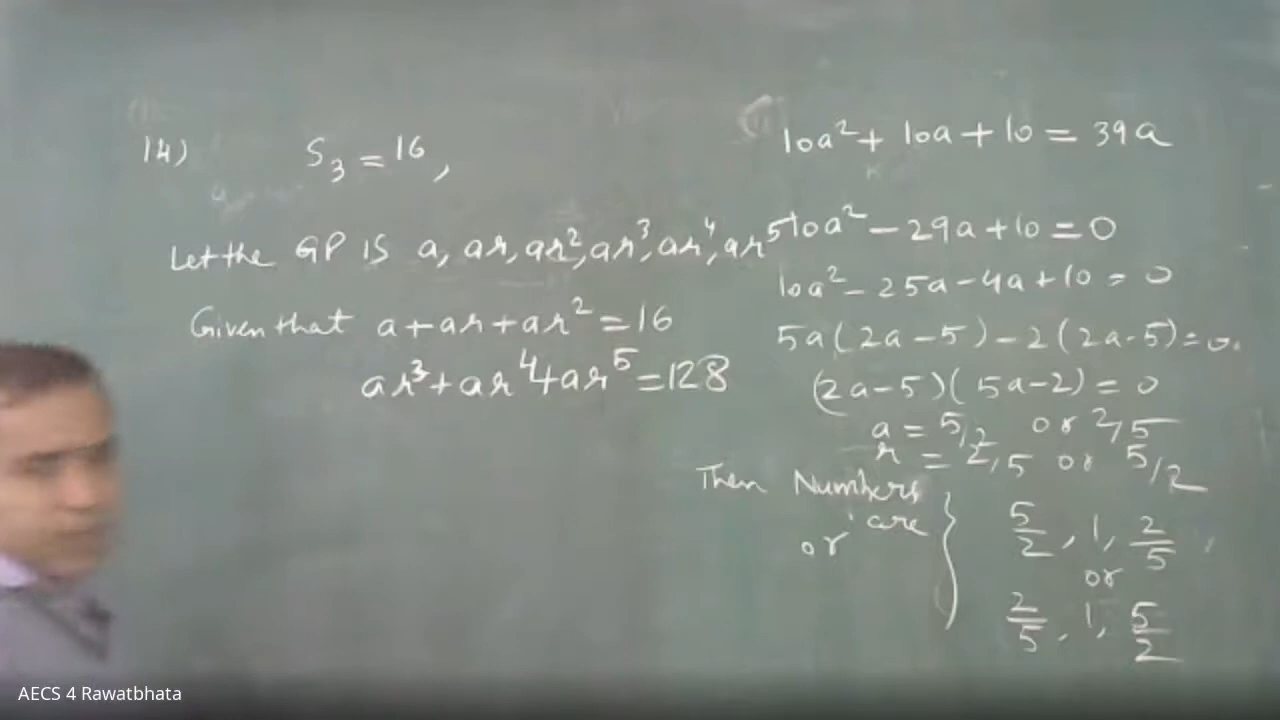 14) S₃ = 16,
Let the GP IS a, ar, ar², ar³, ar⁴, ar⁵
Given that a + ar + ar² = 16
ar³ + ar⁴ + ar⁵ = 128
10a² + 10a + 10 = 39a
10a² - 29a + 10 = 0
10a² - 25a - 4a + 10 = 0
5a(2a - 5) - 2(2a - 5) = 0.
(2a - 5)(5a - 2) = 0
a = 5/2 or 2/5
r = 2/5 or 5/2
Then Numbers are
or
5/2, 1, 2/5
or
2/5, 1, 5/2
AECS 4 Rawatbhata